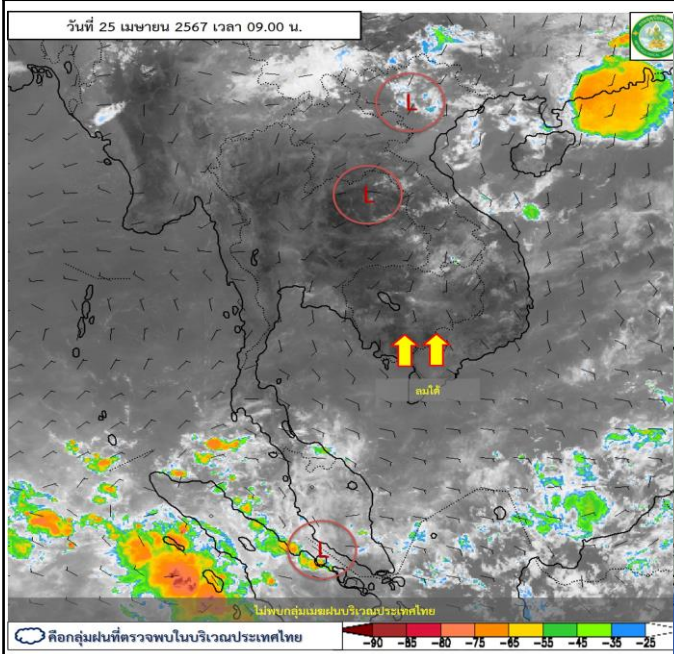 วันที่ 25 เมษายน 2567 เวลา 09.00 น.
L
L
ลมใต้
L
ไม่พบกลุ่มเมฆฝนบริเวณประเทศไทย
คือกลุ่มฝนที่ตรวจพบในบริเวณประเทศไทย
-90 -85 -80 -75 -65 -55 -45 -35 -25